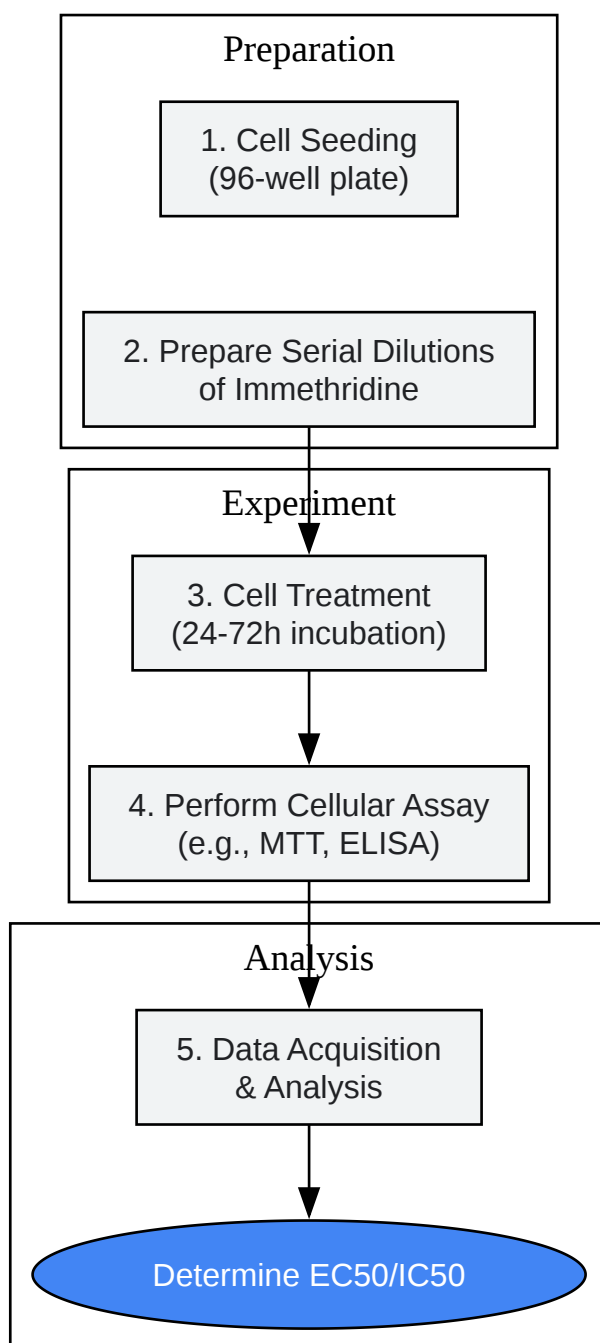 Preparation
1. Cell Seeding
(96-well plate)
2. Prepare Serial Dilutions
of Immethridine
Experiment
3. Cell Treatment
(24-72h incubation)
4. Perform Cellular Assay
(e.g., MTT, ELISA)
Analysis
5. Data Acquisition
& Analysis
Determine EC50/IC50